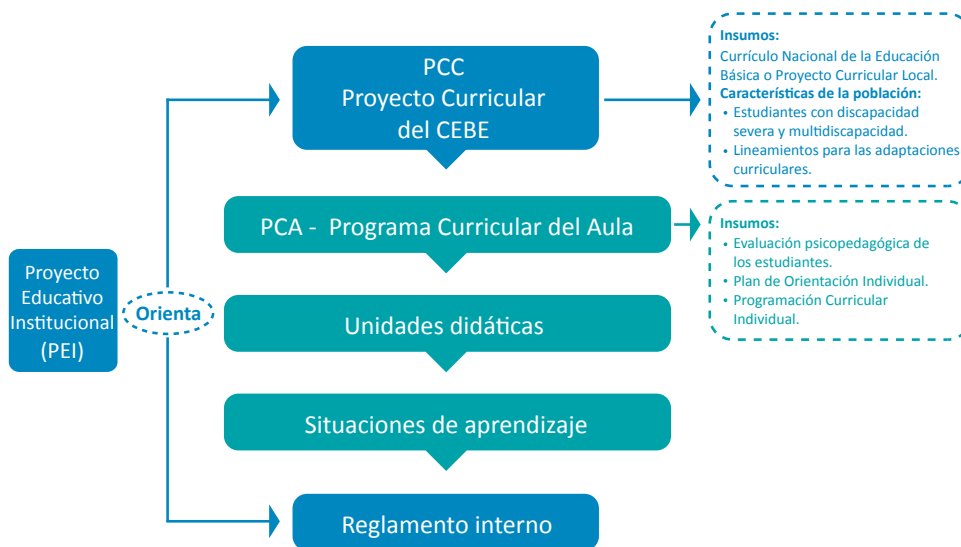 Proyecto
Educativo
Institucional
(PEI)
Orienta
PCC
Proyecto Curricular
del CEBE
Insumos:
Currículo Nacional de la Educación
Básica o Proyecto Curricular Local.
Características de la población:
• Estudiantes con discapacidad
severa y multidiscapacidad.
• Lineamientos para las adaptaciones
curriculares.
PCA - Programa Curricular del Aula
Insumos:
• Evaluación psicopedagógica de
los estudiantes.
• Plan de Orientación Individual.
• Programación Curricular
Individual.
Unidades didáticas
Situaciones de aprendizaje
Reglamento interno